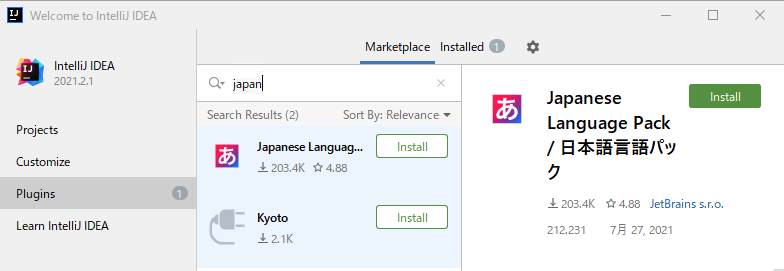 Welcome to IntelliJ IDEA
IntelliJ IDEA
2021.2.1
Projects
Customize
Plugins 1
Learn IntelliJ IDEA
Marketplace Installed 1
japan
Search Results (2) Sort By: Relevance
Japanese Languag... Install
203.4K 4.88
Kyoto Install
2.1K
Japanese
Language Pack
/ 日本語言語パッ
ク
Install
203.4K 4.88 JetBrains s.r.o.
212.231 7月 27, 2021